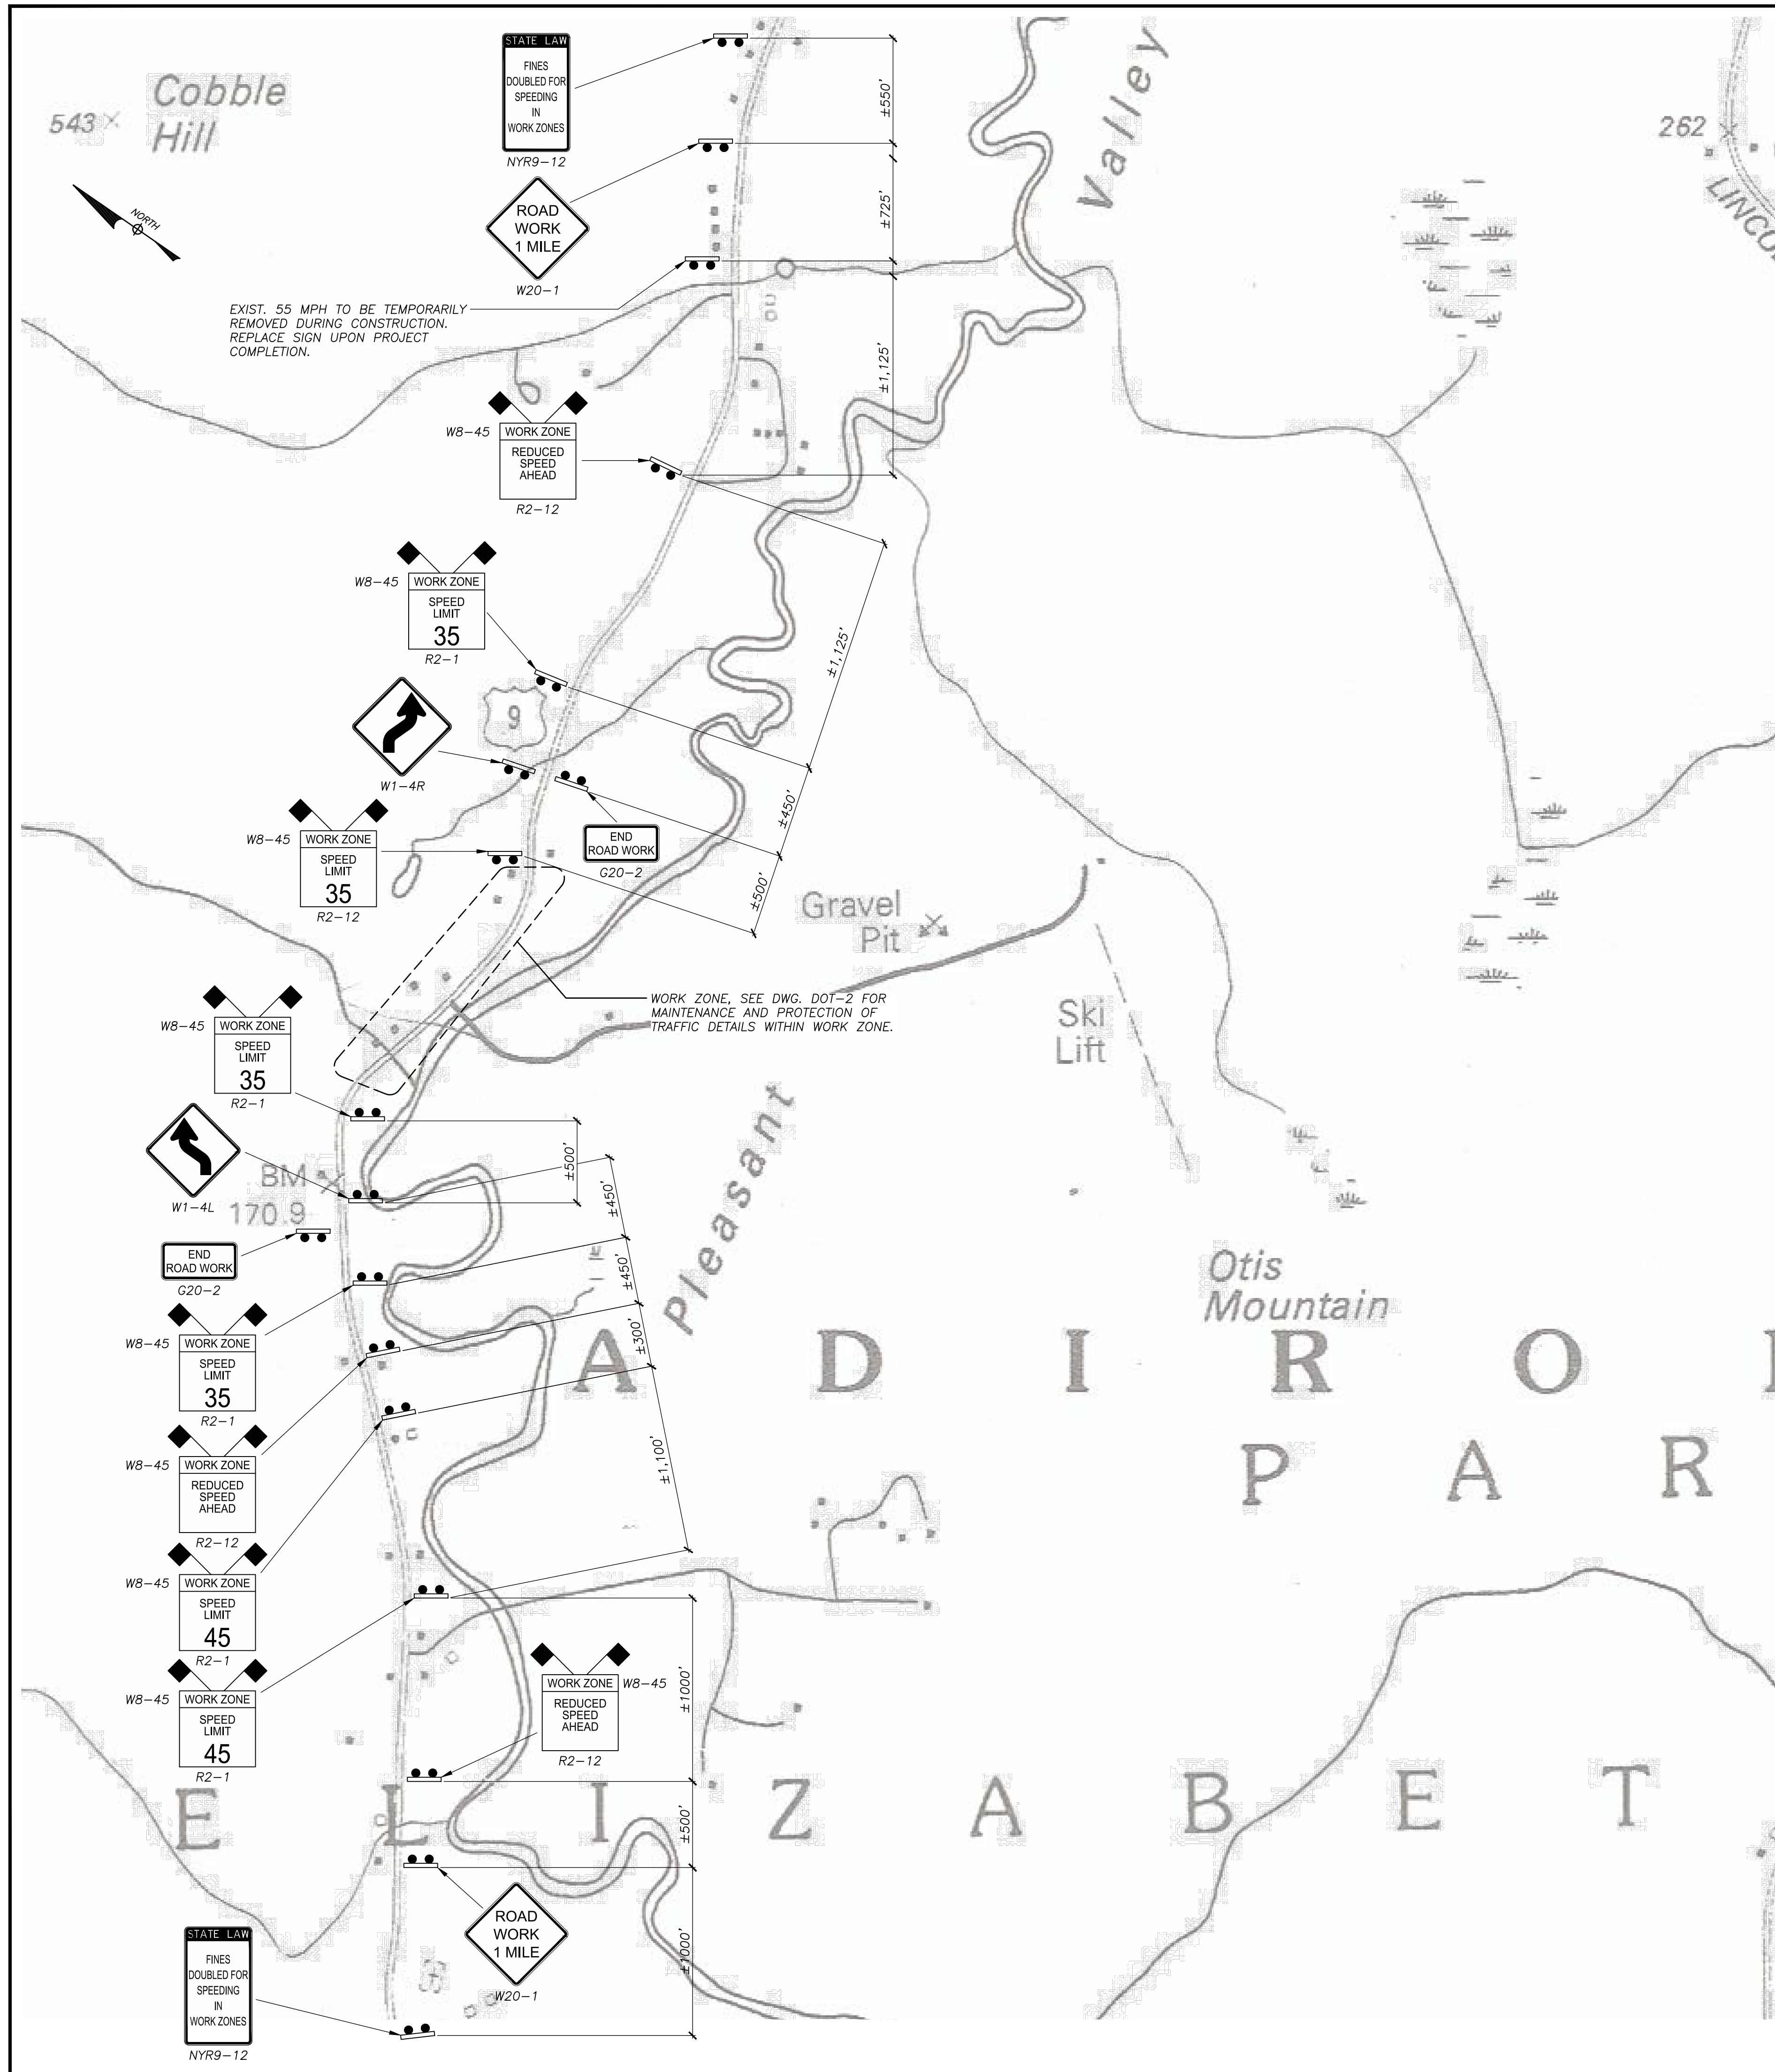 STATE LAW
FINES
DOUBLED FOR
SPEEDING
IN
WORK ZONES
NYR9-12
±550'
Cobble
Hill
543
Valley
262
LINCO
NORTH
ROAD
WORK
1 MILE
W20-1
±725'
EXIST. 55 MPH TO BE TEMPORARILY
REMOVED DURING CONSTRUCTION.
REPLACE SIGN UPON PROJECT
COMPLETION.
±1,125'
W8-45
WORK ZONE
REDUCED
SPEED
AHEAD
R2-12
W8-45
WORK ZONE
SPEED
LIMIT
35
R2-1
±1,125'
9
W1-4R
±450'
W8-45
WORK ZONE
SPEED
LIMIT
35
R2-12
END
ROAD WORK
G20-2
±500'
Gravel
Pit
WORK ZONE, SEE DWG. DOT-2 FOR
MAINTENANCE AND PROTECTION OF
TRAFFIC DETAILS WITHIN WORK ZONE.
Ski
Lift
W8-45
WORK ZONE
SPEED
LIMIT
35
R2-1
±500'
Pleasant
BM
170.9
W1-4L
±450'
END
ROAD WORK
G20-2
±450'
Otis
Mountain
W8-45
WORK ZONE
SPEED
LIMIT
35
R2-1
±300'
A D I R O
P A R
W8-45
WORK ZONE
REDUCED
SPEED
AHEAD
R2-12
±1,100'
W8-45
WORK ZONE
SPEED
LIMIT
45
R2-1
W8-45
WORK ZONE
SPEED
LIMIT
45
R2-1
WORK ZONE
W8-45
REDUCED
SPEED
AHEAD
R2-12
±1000'
E L I Z A B E T
±500'
ROAD
WORK
1 MILE
W20-1
±1000'
STATE LAW
FINES
DOUBLED FOR
SPEEDING
IN
WORK ZONES
NYR9-12